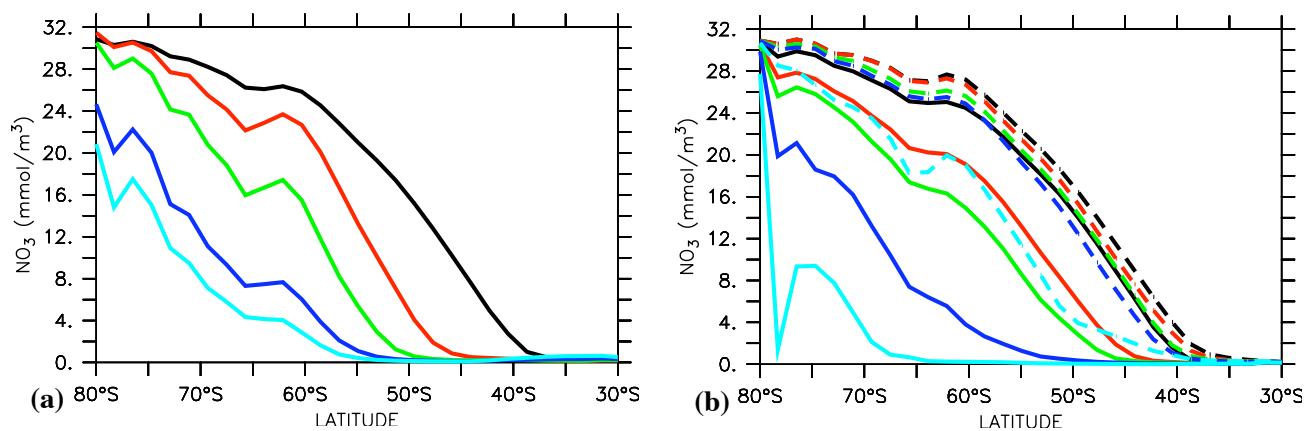 32.
28.
24.
20.
16.
12.
8.
4.
0.
NO₃ (mmol/m³)
80°S 70°S 60°S 50°S 40°S 30°S
LATITUDE
(a)
32.
28.
24.
20.
16.
12.
8.
4.
0.
NO₃ (mmol/m³)
80°S 70°S 60°S 50°S 40°S 30°S
LATITUDE
(b)